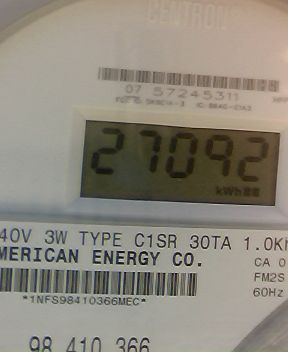 CENTRON
07 57245311
27092
kWh
40V 3W TYPE C1SR 30TA 1.0Kh
MERICAN ENERGY CO.
CA 0
FM2S
60Hz
*1NFS98410366MEC*
98 410 366